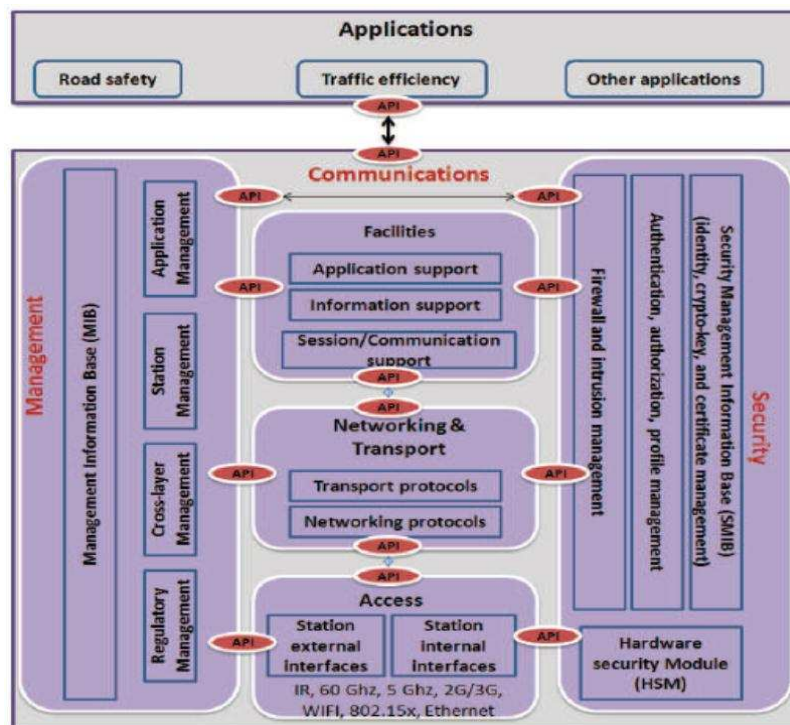 Applications
Road safety
Traffic efficiency
Other applications
API
API
Communications
API
API
Management
Management Information Base (MIB)
Application
Management
Station
Management
Cross-layer
Management
Regulatory
Management
Facilities
Application support
Information support
Session/Communication
support
API
API
API
API
Networking &
Transport
Transport protocols
Networking protocols
API
API
API
API
Access
Station
external
interfaces
Station
internal
interfaces
IR, 60 Ghz, 5 Ghz, 2G/3G,
WIFI, 802.15x, Ethernet
API
API
Firewall and intrusion management
Authentication, authorization, profile management
Security Management Information Base (SMIB)
(identity, crypto-key, and certificate management)
Security
Hardware
security Module
(HSM)